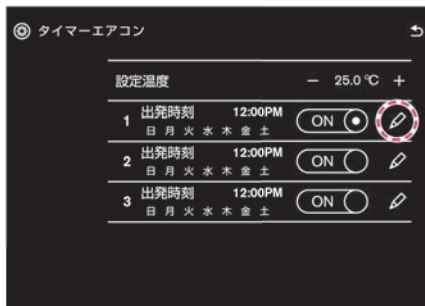 タイマーエアコン
設定温度 − 25.0 ℃ +
1 出発時刻 12:00PM ON
日 月 火 水 木 金 土
2 出発時刻 12:00PM ON
日 月 火 水 木 金 土
3 出発時刻 12:00PM ON
日 月 火 水 木 金 土